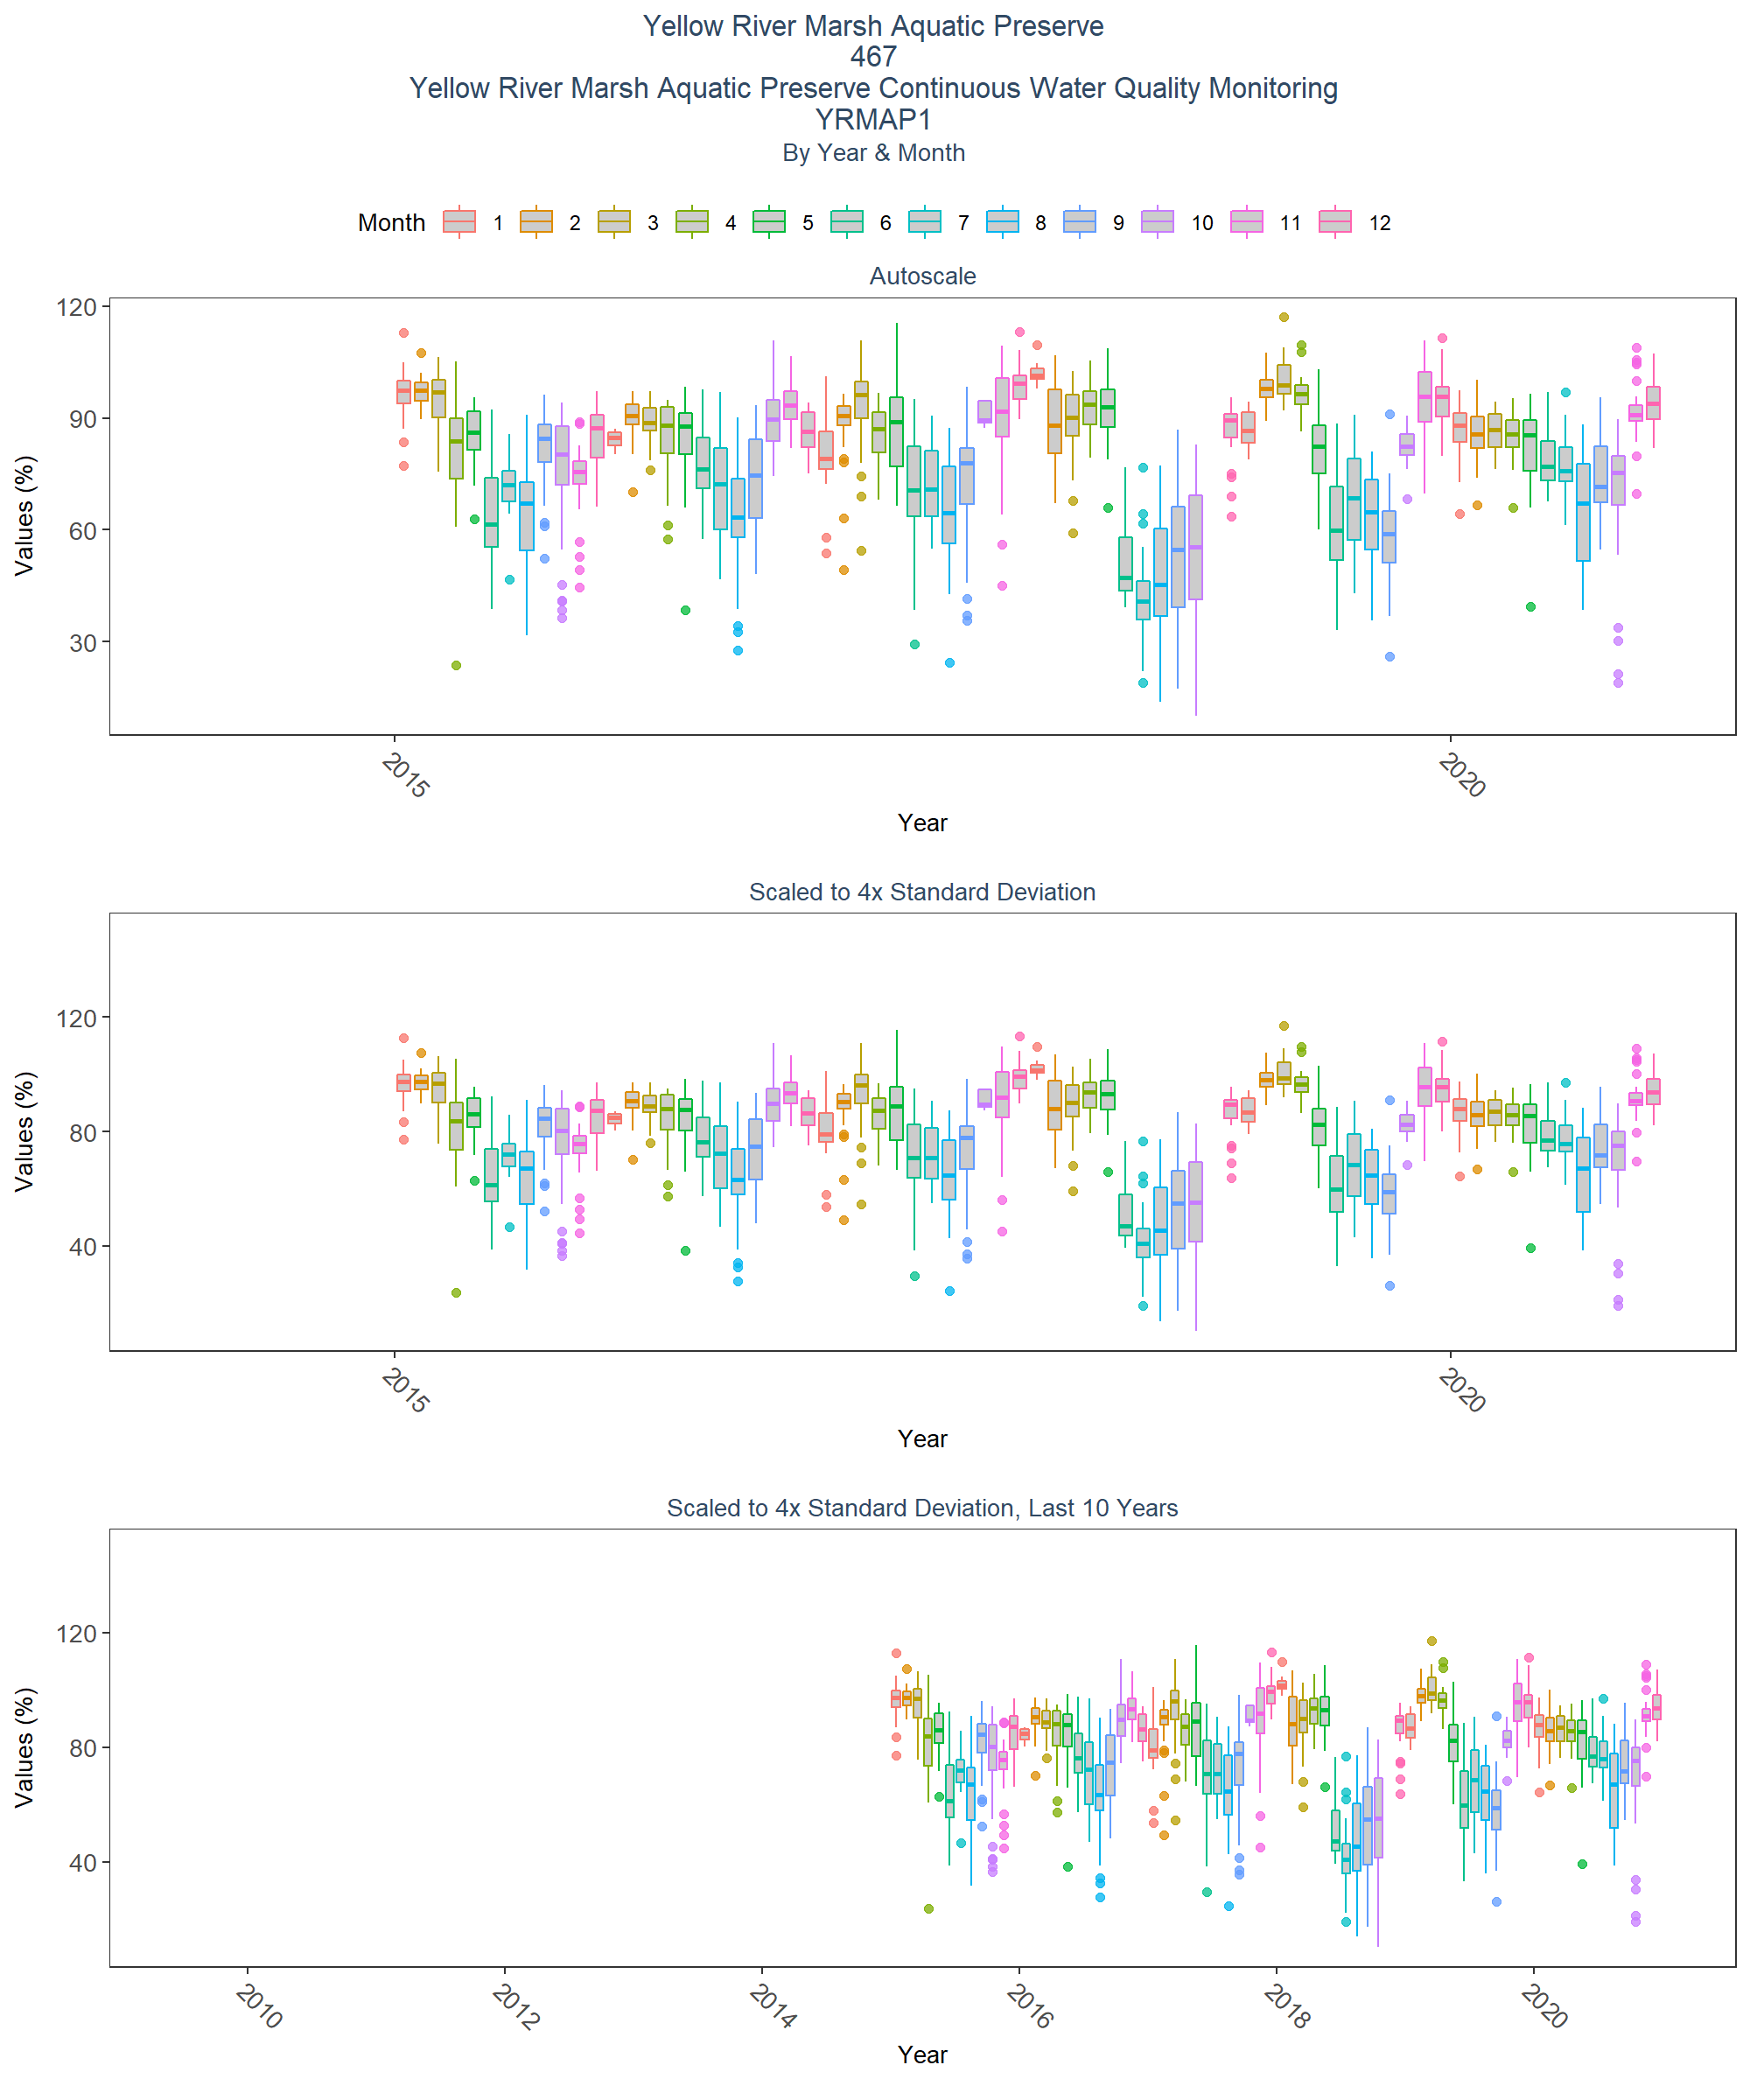 Yellow River Marsh Aquatic Preserve
467
Yellow River Marsh Aquatic Preserve Continuous Water Quality Monitoring
YRMAP1
By Year & Month
Month 1 2 3 4 5 6 7 8 9 10 11 12
Autoscale
Values (%)
120
90
60
30
2015 2020
Year
Scaled to 4x Standard Deviation
Values (%)
120
80
40
2015 2020
Year
Scaled to 4x Standard Deviation, Last 10 Years
Values (%)
120
80
40
2010 2012 2014 2016 2018 2020
Year